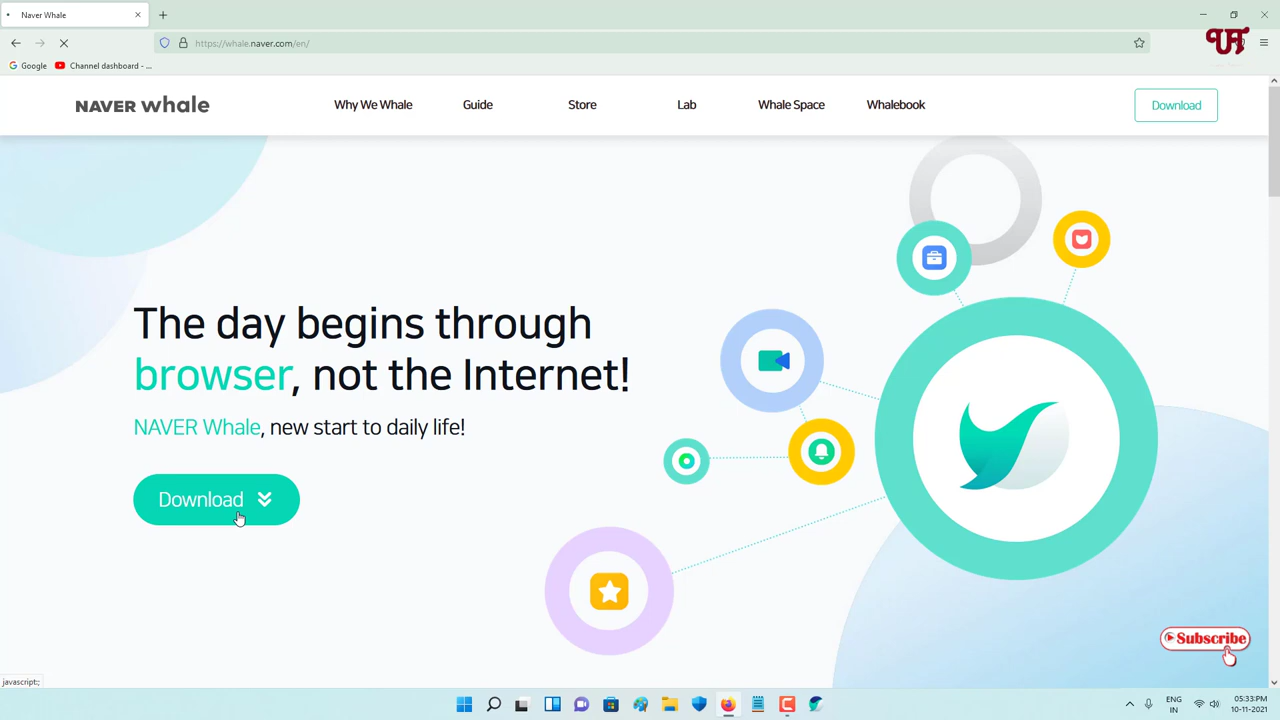 Naver Whale
https://whale.naver.com/en/
Google
Channel dashboard - ...
NAVER whale
Why We Whale
Guide
Store
Lab
Whale Space
Whalebook
Download
The day begins through
browser, not the Internet!
NAVER Whale, new start to daily life!
Download
Subscribe
javascript:;
ENG
IN
05:33:PM
10-11-2021